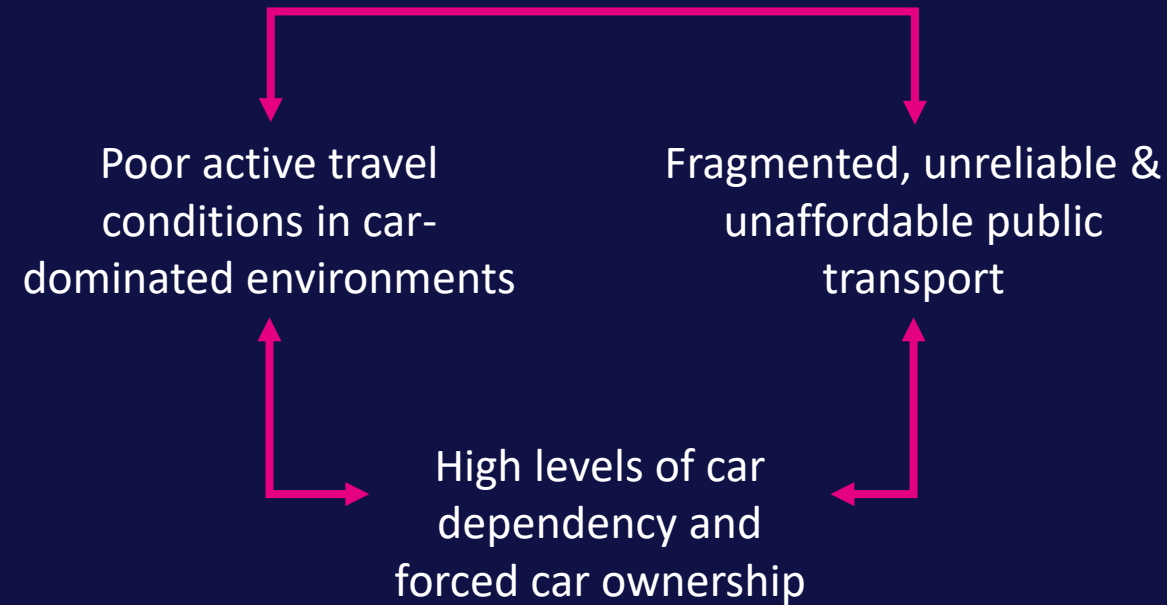 Poor active travel
conditions in car-
dominated environments
Fragmented, unreliable &
unaffordable public
transport
High levels of car
dependency and
forced car ownership